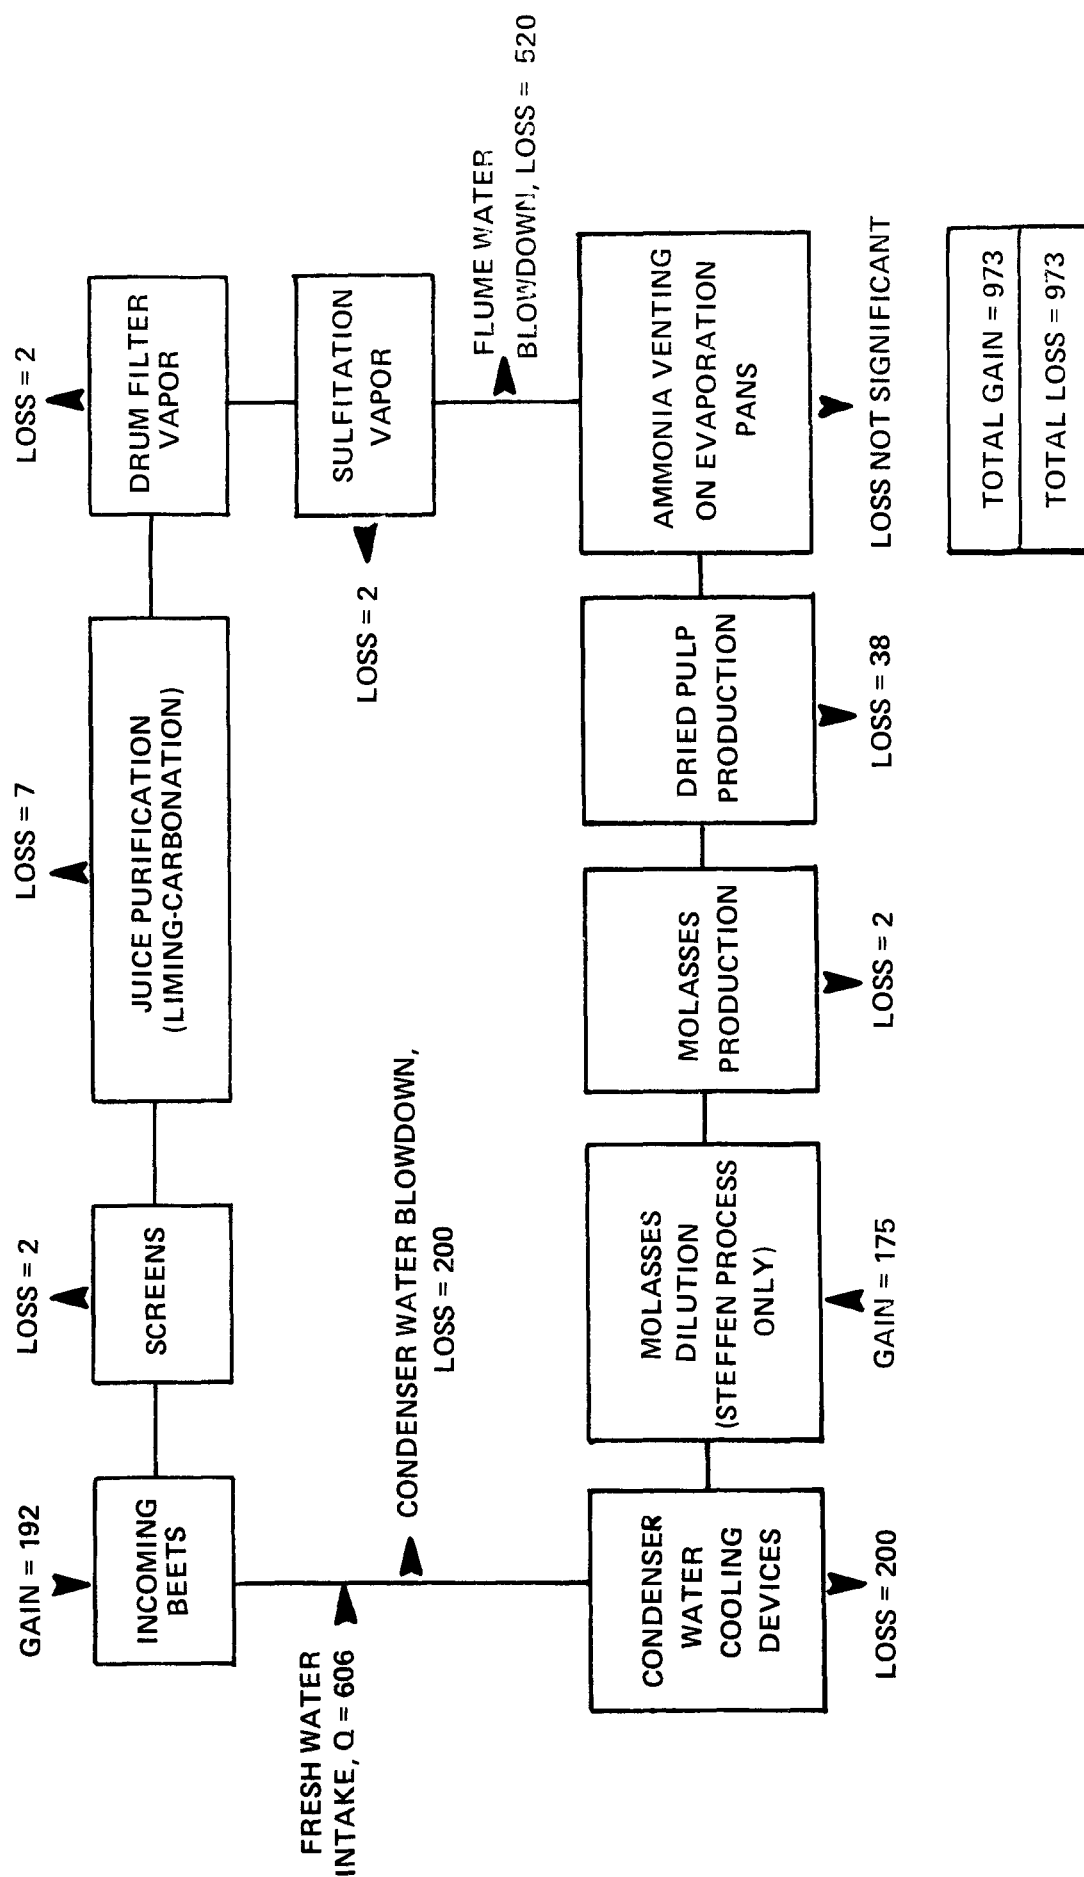 GAIN = 192
INCOMING
BEETS
LOSS = 2
SCREENS
LOSS = 7
JUICE PURIFICATION
(LIMING-CARBONATION)
LOSS = 2
DRUM FILTER
VAPOR
SULFITATION
VAPOR
LOSS = 2
FLUME WATER
BLOWDOWN, LOSS = 520
FRESH WATER
INTAKE, Q = 606
CONDENSER WATER BLOWDOWN,
LOSS = 200
CONDENSER
WATER
COOLING
DEVICES
LOSS = 200
MOLASSES
DILUTION
(STEFFEN PROCESS
ONLY)
GAIN = 175
MOLASSES
PRODUCTION
LOSS = 2
DRIED PULP
PRODUCTION
LOSS = 38
AMMONIA VENTING
ON EVAPORATION
PANS
LOSS NOT SIGNIFICANT
TOTAL GAIN = 973
TOTAL LOSS = 973